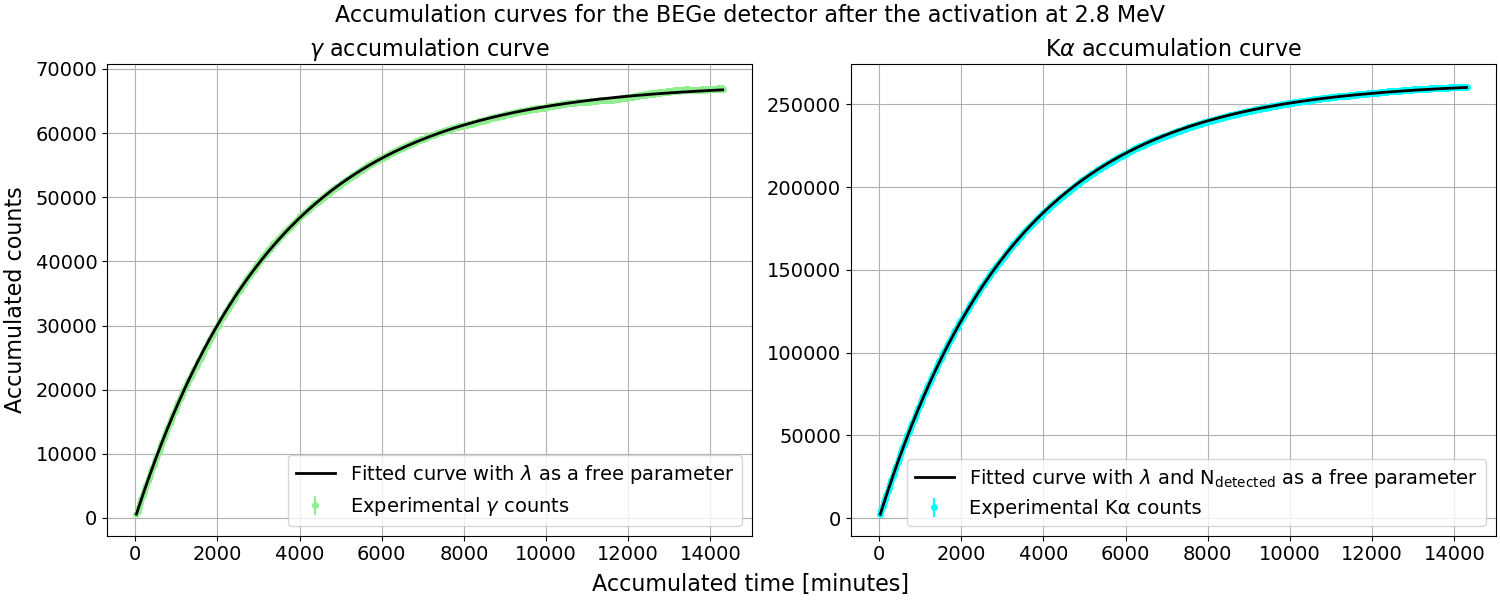 Accumulation curves for the BEGe detector after the activation at 2.8 MeV
γ accumulation curve
70000
60000
50000
40000
30000
20000
10000
0
Accumulated counts
0 2000 4000 6000 8000 10000 12000 14000
Fitted curve with λ as a free parameter
Experimental γ counts
Kα accumulation curve
250000
200000
150000
100000
50000
0
0 2000 4000 6000 8000 10000 12000 14000
Fitted curve with λ and N_detected as a free parameter
Experimental Kα counts
Accumulated time [minutes]